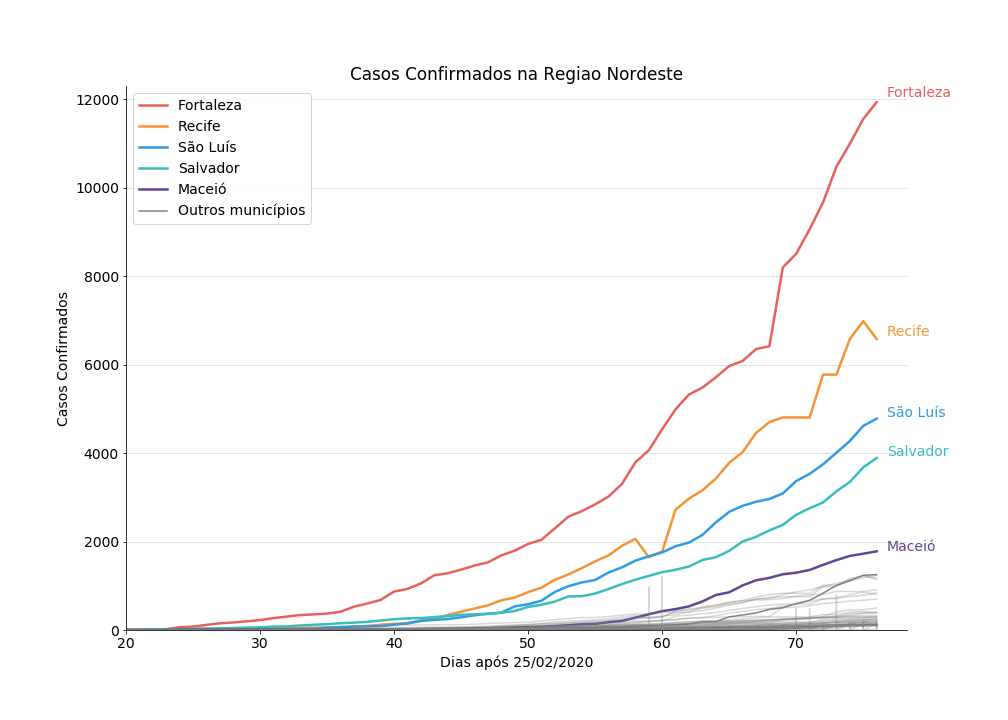 Casos Confirmados na Regiao Nordeste
Fortaleza
Recife
São Luís
Salvador
Maceió
Outros municípios
12000
10000
8000
6000
4000
2000
0
Casos Confirmados
20
30
40
50
60
70
Dias após 25/02/2020
Fortaleza
Recife
São Luís
Salvador
Maceió